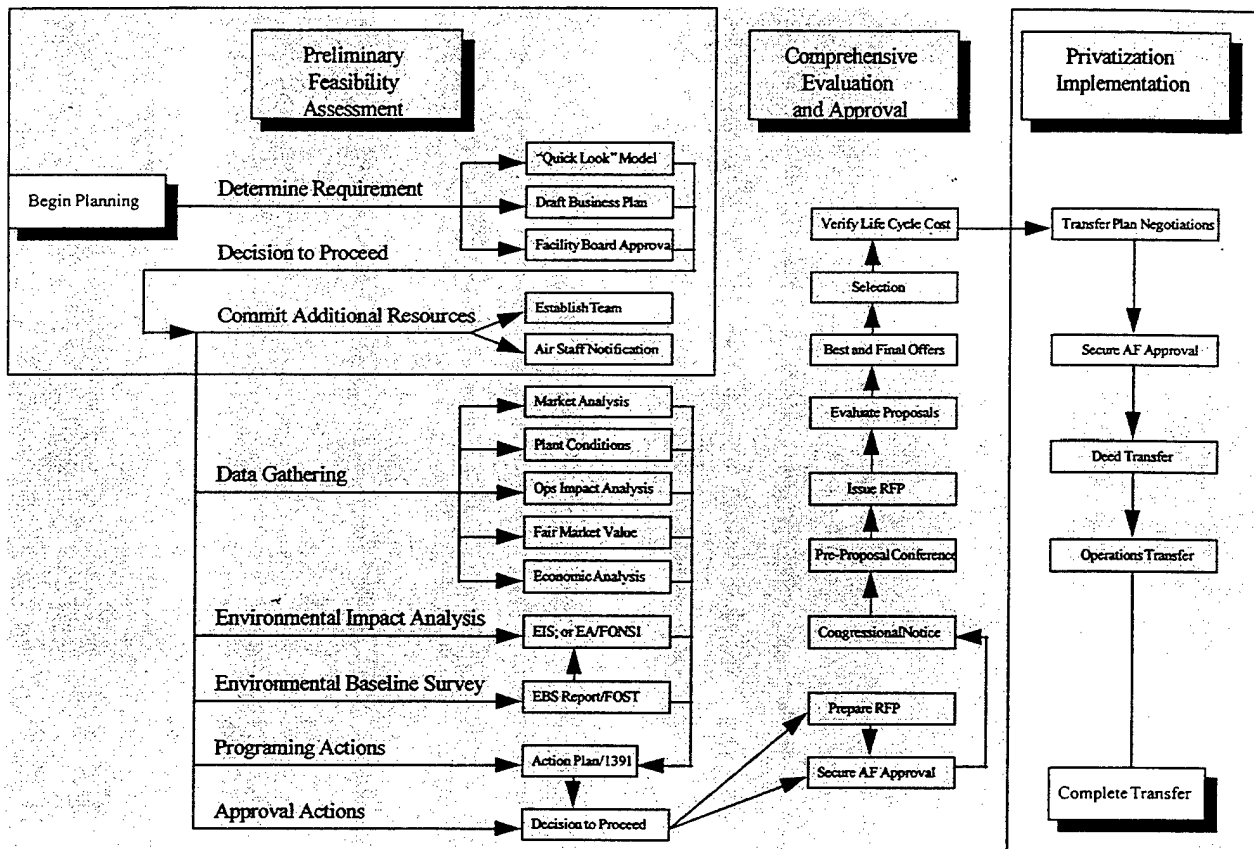 Preliminary
Feasibility
Assessment
Comprehensive
Evaluation
and Approval
Privatization
Implementation
Begin Planning
Determine Requirement
"Quick Look" Model
Draft Business Plan
Facility Board Approva
Decision to Proceed
Commit Additional Resources
Establish Team
Air Staff Notification
Data Gathering
Market Analysis
Plant Conditions
Ops Impact Analysis
Fair Market Value
Economic Analysis
Environmental Impact Analysis
EIS; or EA/FONSI
Environmental Baseline Survey
EBS Report/FOST
Programing Actions
Action Plan/1391
Approval Actions
Decision to Proceed
Verify Life Cycle Cost
Selection
Best and Final Offers
Evaluate Proposals
Issue RFP
Pre-Proposal Conference
Congressional Notice
Prepare RFP
Secure AF Approval
Transfer Plan Negotiations
Secure AF Approval
Deed Transfer
Operations Transfer
Complete Transfer